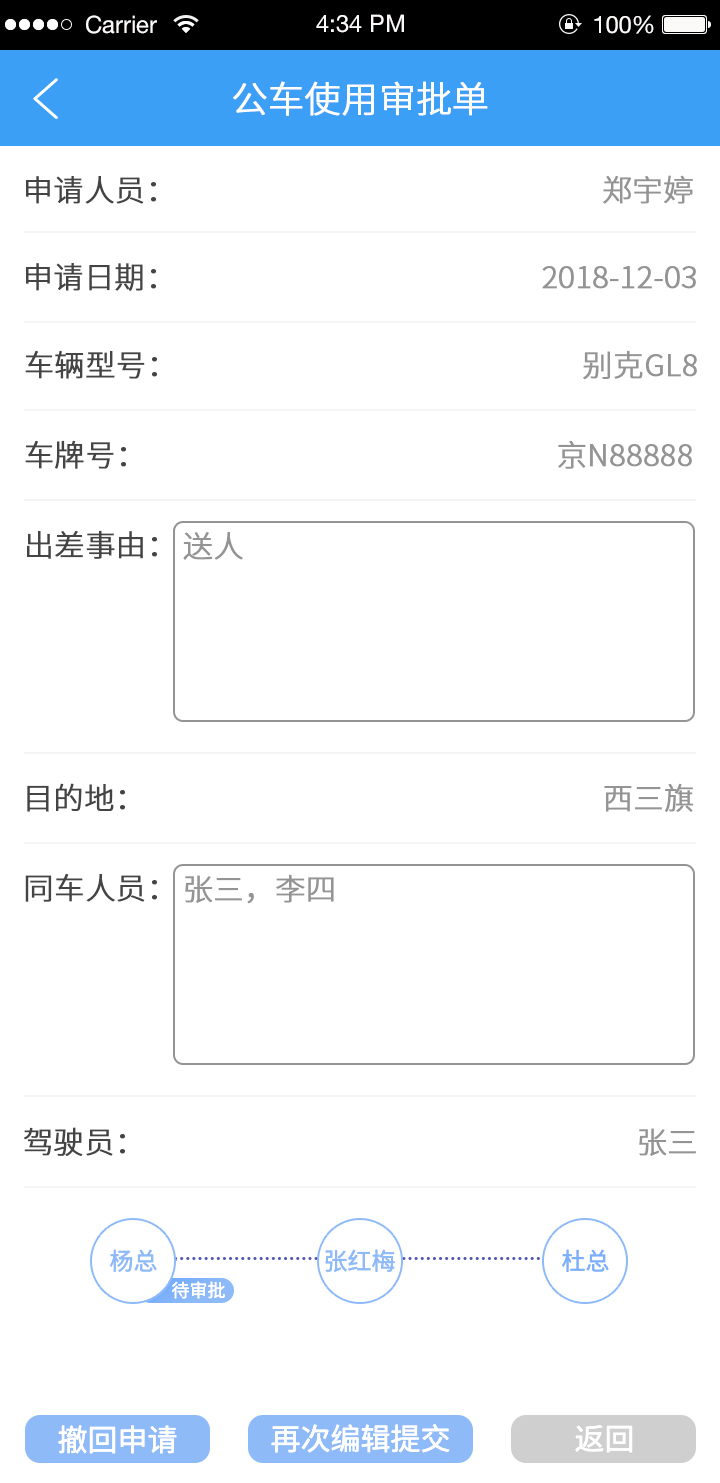 Carrier 4:34 PM 100%
公车使用审批单
申请人员： 郑宇婷
申请日期： 2018-12-03
车辆型号： 别克GL8
车牌号： 京N88888
出差事由： 送人
目的地： 西三旗
同车人员： 张三，李四
驾驶员： 张三
杨总 张红梅 杜总
待审批
撤回申请 再次编辑提交 返回